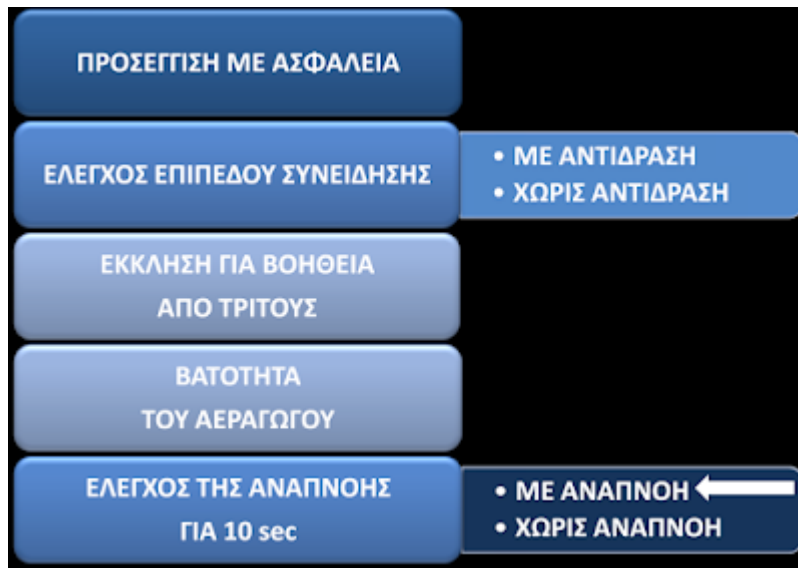 ΠΡΟΣΕΓΓΙΣΗ ΜΕ ΑΣΦΑΛΕΙΑ
ΕΛΕΓΧΟΣ ΕΠΙΠΕΔΟΥ ΣΥΝΕΙΔΗΣΗΣ
• ΜΕ ΑΝΤΙΔΡΑΣΗ
• ΧΩΡΙΣ ΑΝΤΙΔΡΑΣΗ
ΕΚΚΛΗΣΗ ΓΙΑ ΒΟΗΘΕΙΑ
ΑΠΟ ΤΡΙΤΟΥΣ
ΒΑΤΟΤΗΤΑ
ΤΟΥ ΑΕΡΑΓΩΓΟΥ
ΕΛΕΓΧΟΣ ΤΗΣ ΑΝΑΠΝΟΗΣ
ΓΙΑ 10 sec
• ΜΕ ΑΝΑΠΝΟΗ
• ΧΩΡΙΣ ΑΝΑΠΝΟΗ